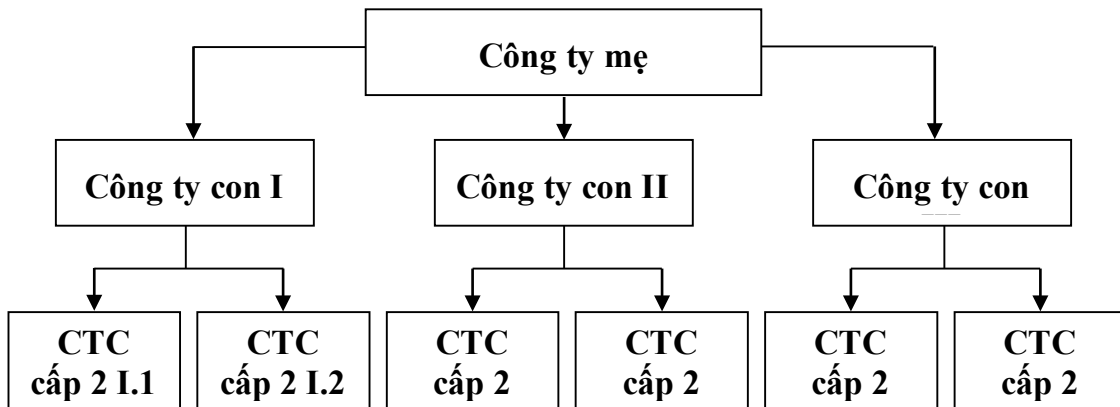 Công ty mẹ
Công ty con I
Công ty con II
Công ty con
CTC
cấp 2 I.1
CTC
cấp 2 I.2
CTC
cấp 2
CTC
cấp 2
CTC
cấp 2
CTC
cấp 2